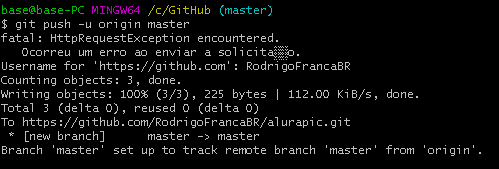 base@base-PC MINGW64 /c/GitHub (master)
$ git push -u origin master
fatal: HttpRequestException encountered.
   Ocorreu um erro ao enviar a solicita▒▒o.
Username for 'https://github.com': RodrigoFrancaBR
Counting objects: 3, done.
Writing objects: 100% (3/3), 225 bytes | 112.00 KiB/s, done.
Total 3 (delta 0), reused 0 (delta 0)
To https://github.com/RodrigoFrancaBR/alurapic.git
 * [new branch]      master -> master
Branch 'master' set up to track remote branch 'master' from 'origin'.